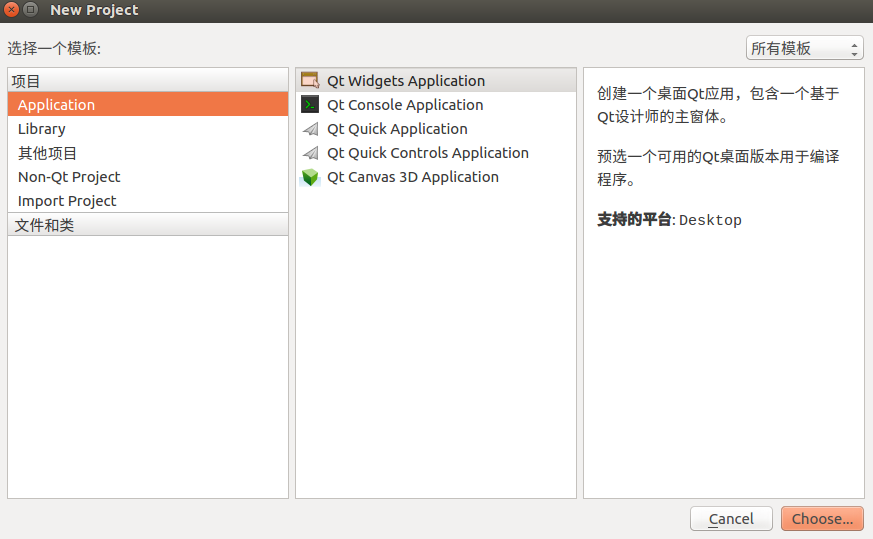 New Project
选择一个模板:
所有模板
项目
Application
Library
其他项目
Non-Qt Project
Import Project
文件和类
Qt Widgets Application
Qt Console Application
Qt Quick Application
Qt Quick Controls Application
Qt Canvas 3D Application
创建一个桌面Qt应用，包含一个基于
Qt设计师的主窗体。
预选一个可用的Qt桌面版本用于编译
程序。
支持的平台: Desktop
Cancel
Choose...